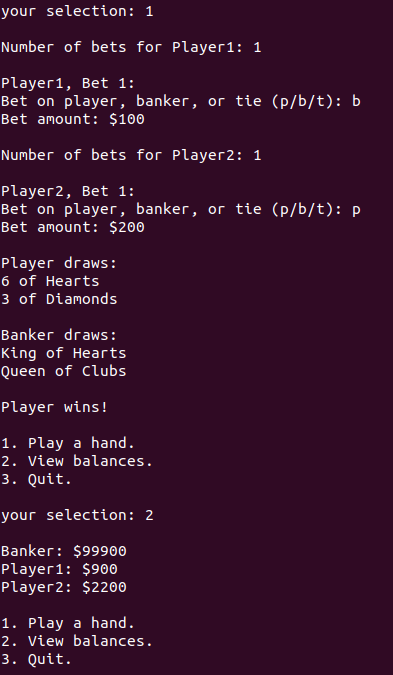 your selection: 1
Number of bets for Player1: 1
Player1, Bet 1:
Bet on player, banker, or tie (p/b/t): b
Bet amount: $100
Number of bets for Player2: 1
Player2, Bet 1:
Bet on player, banker, or tie (p/b/t): p
Bet amount: $200
Player draws:
6 of Hearts
3 of Diamonds
Banker draws:
King of Hearts
Queen of Clubs
Player wins!
1. Play a hand.
2. View balances.
3. Quit.
your selection: 2
Banker: $99900
Player1: $900
Player2: $2200
1. Play a hand.
2. View balances.
3. Quit.